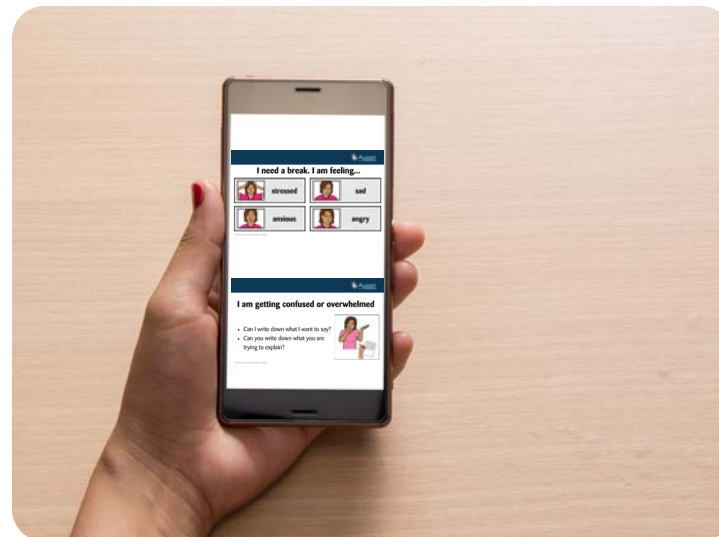 I need a break. I am feeling...
stressed
sad
anxious
angry
I am getting confused or overwhelmed
• Can I write down what I want to say?
• Can you write down what you are
trying to explain?